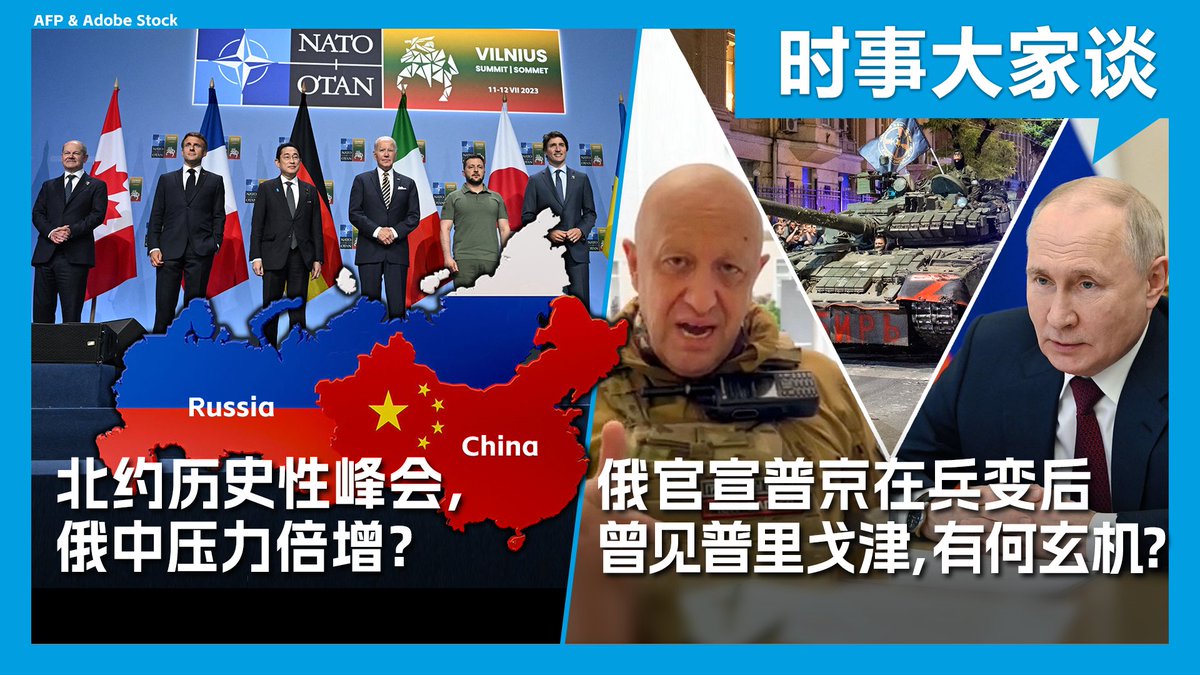 AFP & Adobe Stock
NATO
OTAN
VILNIUS
SUMMIT | SOMMET
11-12 VII 2023
时事大家谈
Russia
China
北约历史性峰会,
俄中压力倍增?
俄官宣普京在兵变后
曾见普里戈津,有何玄机?